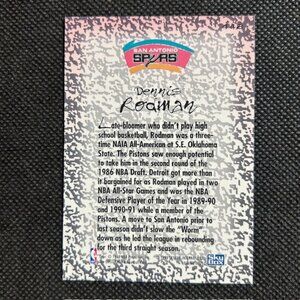 SAN ANTONIO
SPURS
Dennis
Rodman
Late-bloomer who didn't play high
school basketball, Rodman was a three-
time NAIA All-American at S.E. Oklahoma
State. The Pistons saw enough potential
to take him in the second round of the
1986 NBA Draft. Detroit got more than
it bargained for as Rodman played in two
NBA All-Star Games and was the NBA
Defensive Player of the Year in 1989-90
and 1990-91 while a member of the
Pistons. A move to San Antonio prior to
last season didn't slow the "Worm"
down as he led the league in rebounding
for the third straight season.
SkyBox